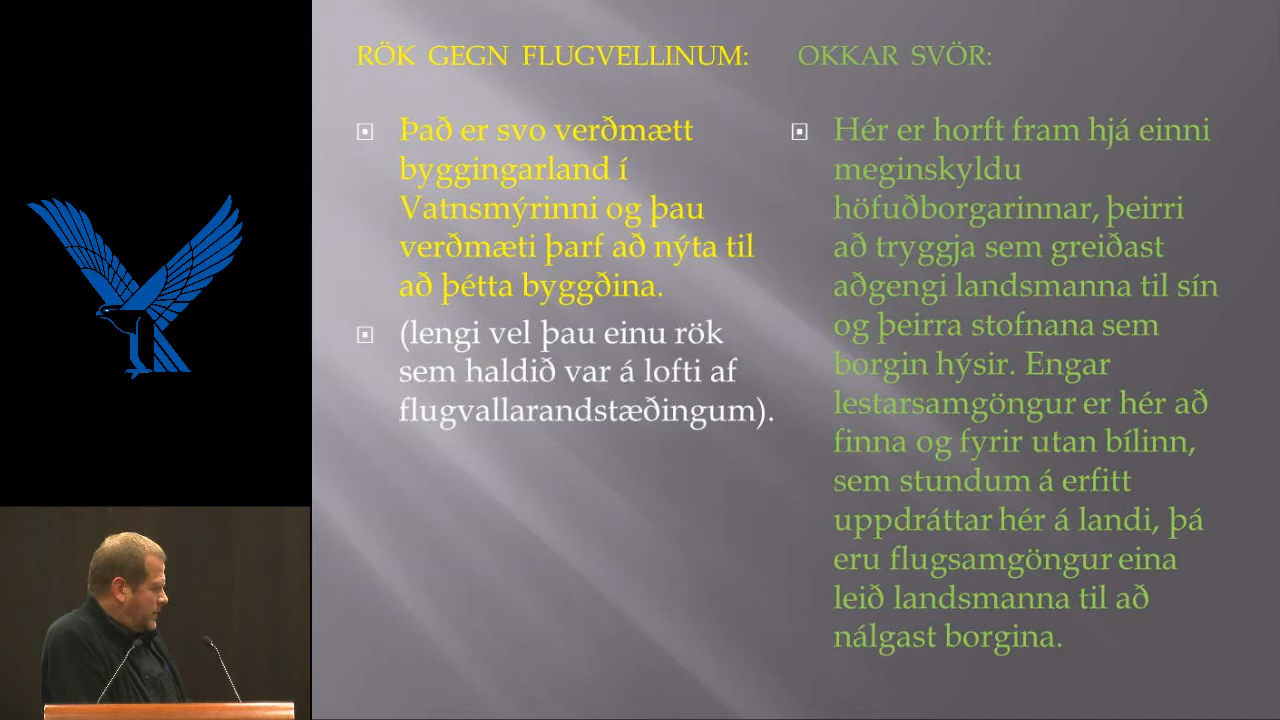 RÖK GEGN FLUGVELLINUM:
Það er svo verðmætt
byggingarland í
Vatnsmýrinni og þau
verðmæti þarf að nýta til
að þétta byggðina.
(lengi vel þau einu rök
sem haldið var á lofti af
flugvallarandstæðingum).
OKKAR SVÖR:
Hér er horft fram hjá einni
meginskyldu
höfuðborgarinnar, þeirri
að tryggja sem greiðast
aðgengi landsmanna til sín
og þeirra stofnana sem
borgin hýsir. Engar
lestarsamgöngur er hér að
finna og fyrir utan bílinn,
sem stundum á erfitt
uppdráttar hér á landi, þá
eru flugsamgöngur eina
leið landsmanna til að
nálgast borgina.